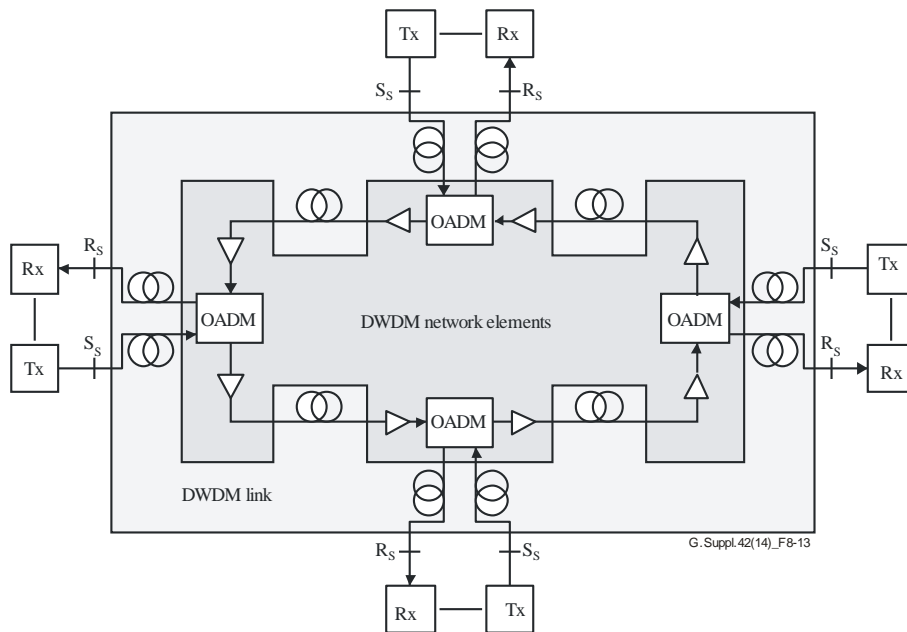 Tx
Rx
S_S
R_S
OADM
R_S
S_S
Rx
Tx
OADM
DWDM network elements
OADM
S_S
R_S
Tx
Rx
OADM
DWDM link
G.Suppl.42(14)_F8-13
R_S
S_S
Rx
Tx